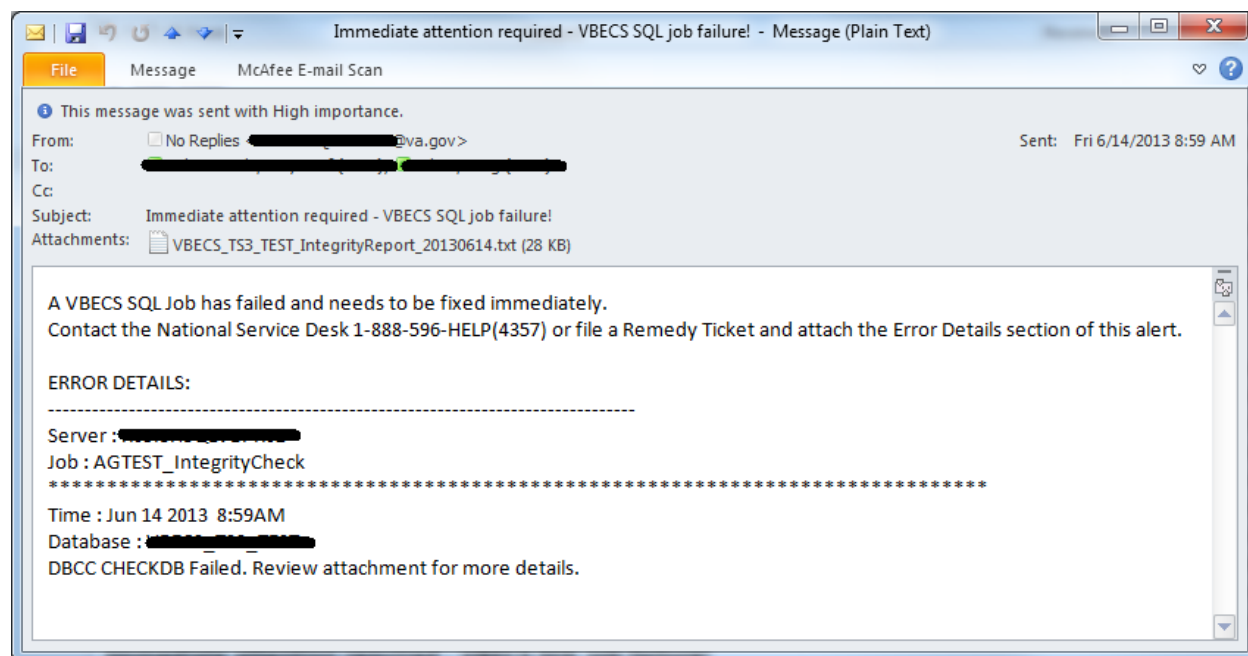 Immediate attention required - VBECS SQL job failure! - Message (Plain Text)
File Message McAfee E-mail Scan
This message was sent with High importance.
From: No Replies @va.gov> Sent: Fri 6/14/2013 8:59 AM
To:
Cc:
Subject: Immediate attention required - VBECS SQL job failure!
Attachments: VBECS_TS3_TEST_IntegrityReport_20130614.txt (28 KB)
A VBECS SQL Job has failed and needs to be fixed immediately.
Contact the National Service Desk 1-888-596-HELP(4357) or file a Remedy Ticket and attach the Error Details section of this alert.
ERROR DETAILS:
--------------------------------------------------------------------------------
Server :
Job : AGTEST_IntegrityCheck
********************************************************************************
Time : Jun 14 2013 8:59AM
Database :
DBCC CHECKDB Failed. Review attachment for more details.